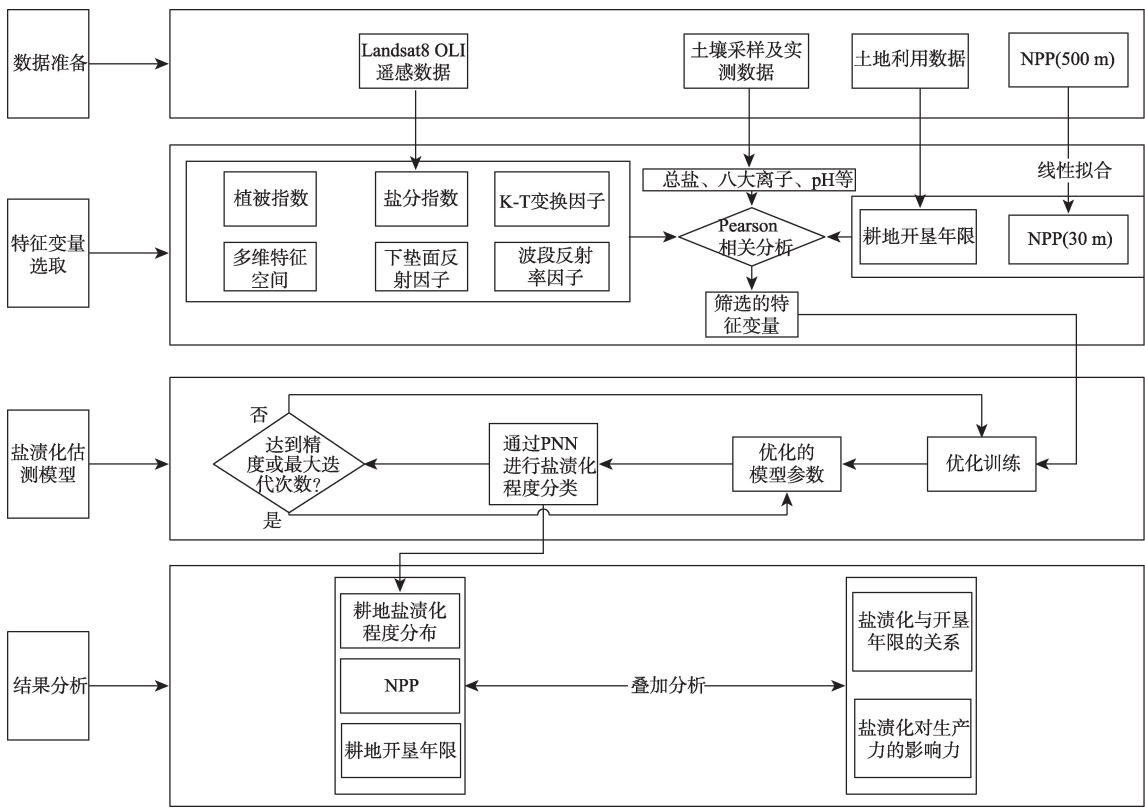 数据准备
Landsat8 OLI
遥感数据
土壤采样及实
测数据
土地利用数据
NPP(500 m)
特征变量
选取
植被指数
盐分指数
K-T变换因子
多维特征
空间
下垫面反
射因子
波段反射
率因子
总盐、八大离子、pH等
Pearson
相关分析
筛选的特
征变量
线性拟合
耕地开垦年限
NPP(30 m)
盐渍化估
测模型
否
达到精
度或最大迭
代次数？
是
通过PNN
进行盐渍化
程度分类
优化的
模型参数
优化训练
结果分析
耕地盐渍化
程度分布
NPP
耕地开垦年限
叠加分析
盐渍化与开垦
年限的关系
盐渍化对生产
力的影响力